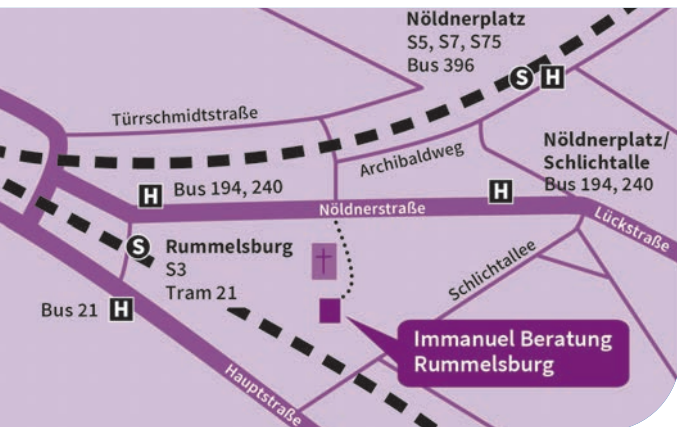 Nöldnerplatz
S5, S7, S75
Bus 396
S H
Türrschmidtstraße
Archibaldweg
Nöldnerplatz/
Schlichtalle
Bus 194, 240
H
H Bus 194, 240
Nöldnerstraße
Lückstraße
S Rummelsburg
S3
Tram 21
Schlichtallee
Bus 21 H
Immanuel Beratung
Rummelsburg
Hauptstraße